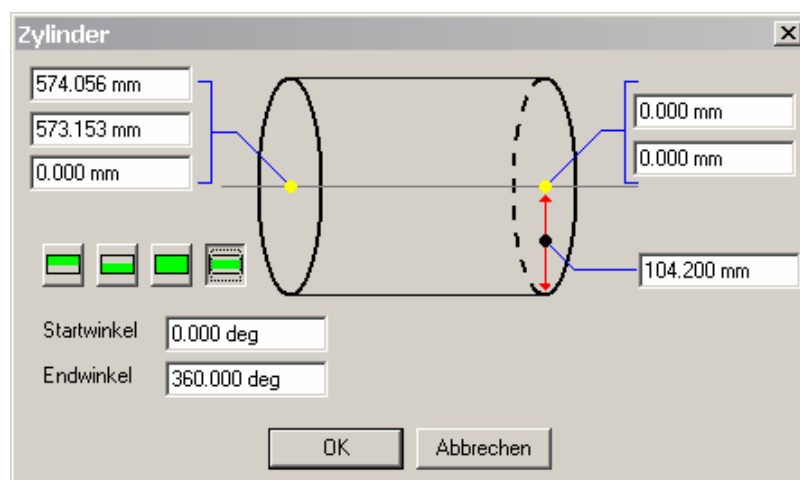 Zylinder
574.056 mm
573.153 mm
0.000 mm
0.000 mm
0.000 mm
104.200 mm
Startwinkel 0.000 deg
Endwinkel 360.000 deg
OK Abbrechen